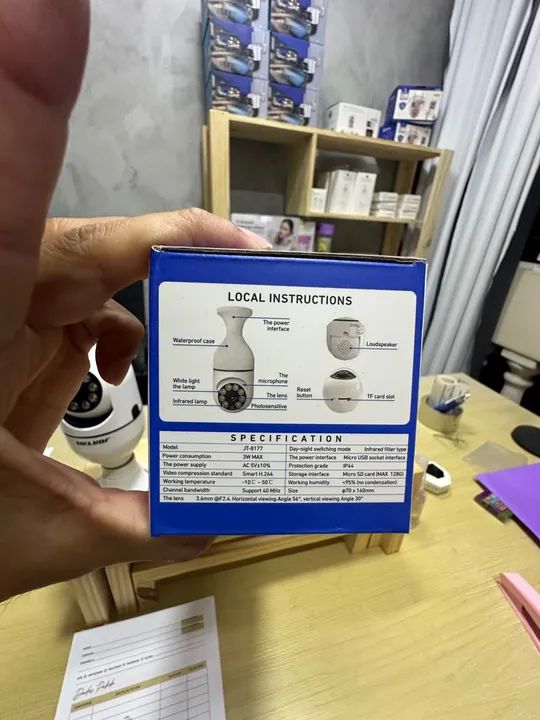 LOCAL INSTRUCTIONS
The power interface
Waterproof case
Loudspeaker
White light the lamp
The microphone
The lens
Infrared lamp
Photosensitive
Reset button
TF card slot
SPECIFICATION
Model JT-8177 Day-night switching mode Infrared filter type
Power consumption 3W MAX The power interface Micro USB socket interface
The power supply AC 5V±10% Protection grade IP44
Video compression standard Smart H.264 Storage interface Micro SD card (MAX 128G)
Working temperature -10℃ ~ 50℃ Working humidity <95% (no condensation)
Channel bandwidth Support 40 MHz Size φ70 x 160mm
The lens 3.6mm @F2.4, Horizontal viewing Angle 56°, vertical viewing Angle 30°